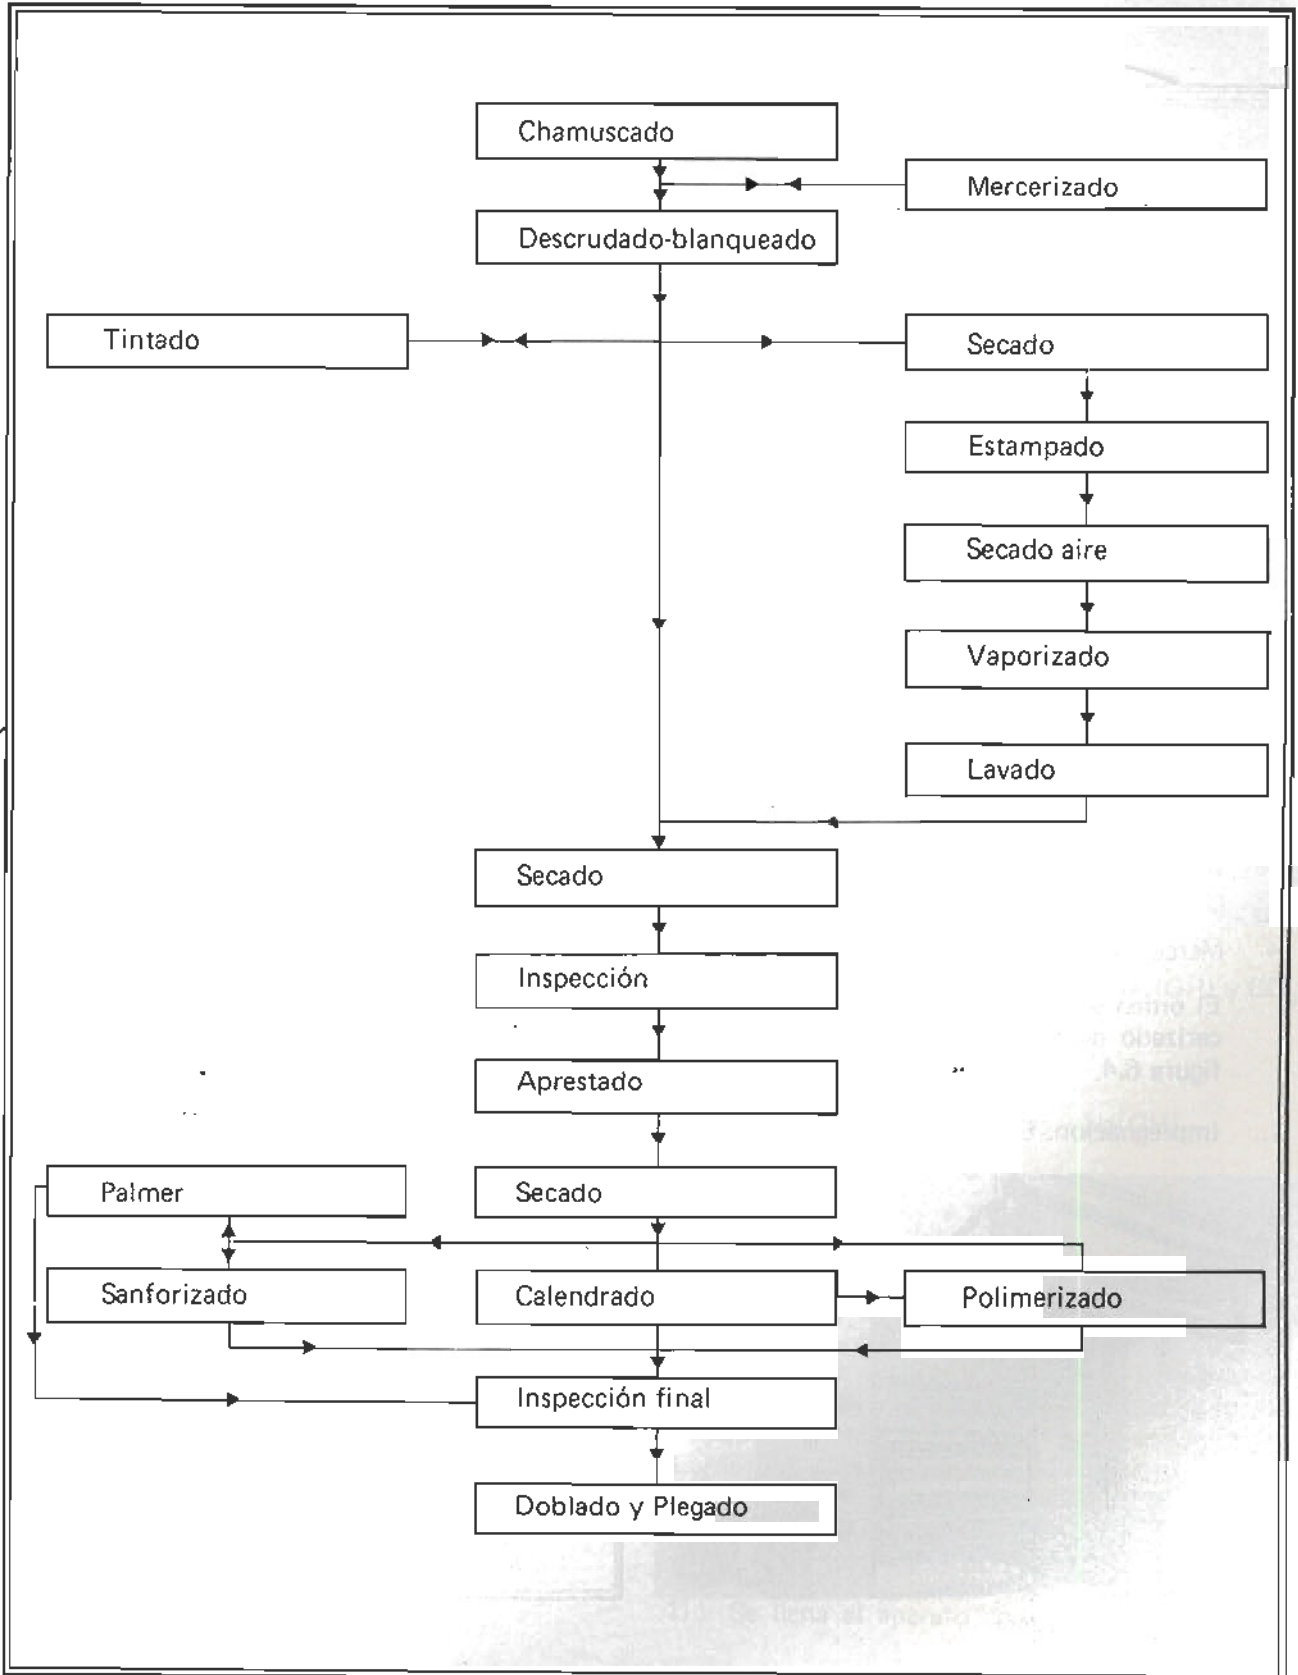 Chamuscado
Mercerizado
Descrudado-blanqueado
Tintado
Secado
Estampado
Secado aire
Vaporizado
Lavado
Secado
Inspección
Aprestado
Palmer
Secado
Sanforizado
Calendrado
Polimerizado
Inspección final
Doblado y Plegado